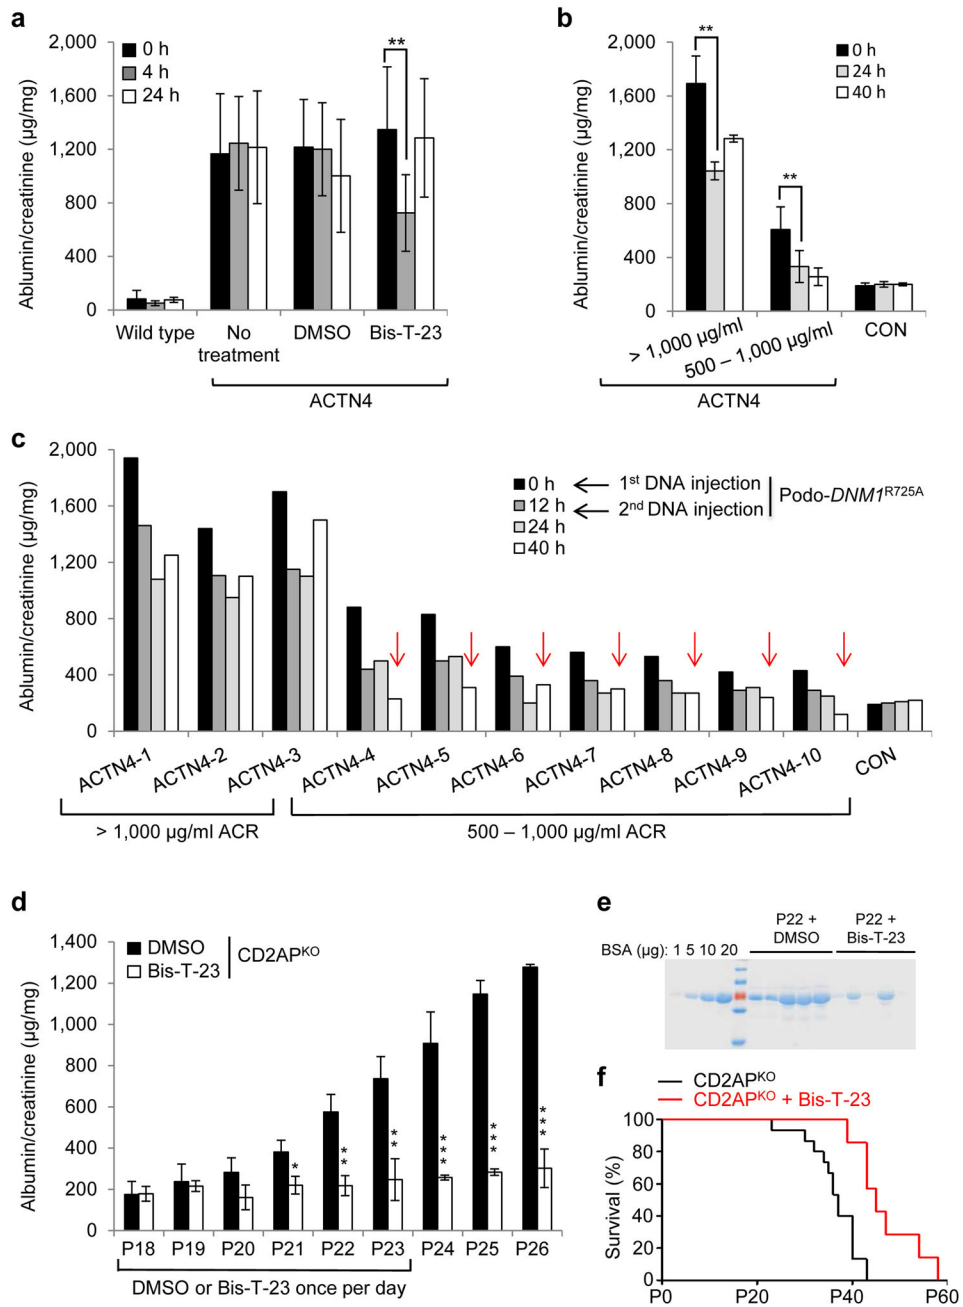 a
2,000
1,600
1,200
800
400
0
Ablumin/creatinine (µg/mg)
0 h
4 h
24 h
**
Wild type
No treatment
DMSO
Bis-T-23
ACTN4
b
2,000
1,600
1,200
800
400
0
Ablumin/creatinine (µg/mg)
**
**
0 h
24 h
40 h
> 1,000 µg/ml
500 – 1,000 µg/ml
CON
ACTN4
c
2,000
1,600
1,200
800
400
0
Ablumin/creatinine (µg/mg)
0 h
12 h
24 h
40 h
1st DNA injection
2nd DNA injection
Podo-DNM1R725A
ACTN4-1
ACTN4-2
ACTN4-3
ACTN4-4
ACTN4-5
ACTN4-6
ACTN4-7
ACTN4-8
ACTN4-9
ACTN4-10
CON
> 1,000 µg/ml ACR
500 – 1,000 µg/ml ACR
d
1,400
1,200
1,000
800
600
400
200
0
Albumin/creatinine (µg/mg)
DMSO
Bis-T-23
CD2APKO
*
**
**
***
***
***
P18 P19 P20 P21 P22 P23 P24 P25 P26
DMSO or Bis-T-23 once per day
e
BSA (µg): 1 5 10 20
P22 +
DMSO
P22 +
Bis-T-23
f
CD2APKO
CD2APKO + Bis-T-23
100
80
60
40
20
0
Survival (%)
P0 P20 P40 P60